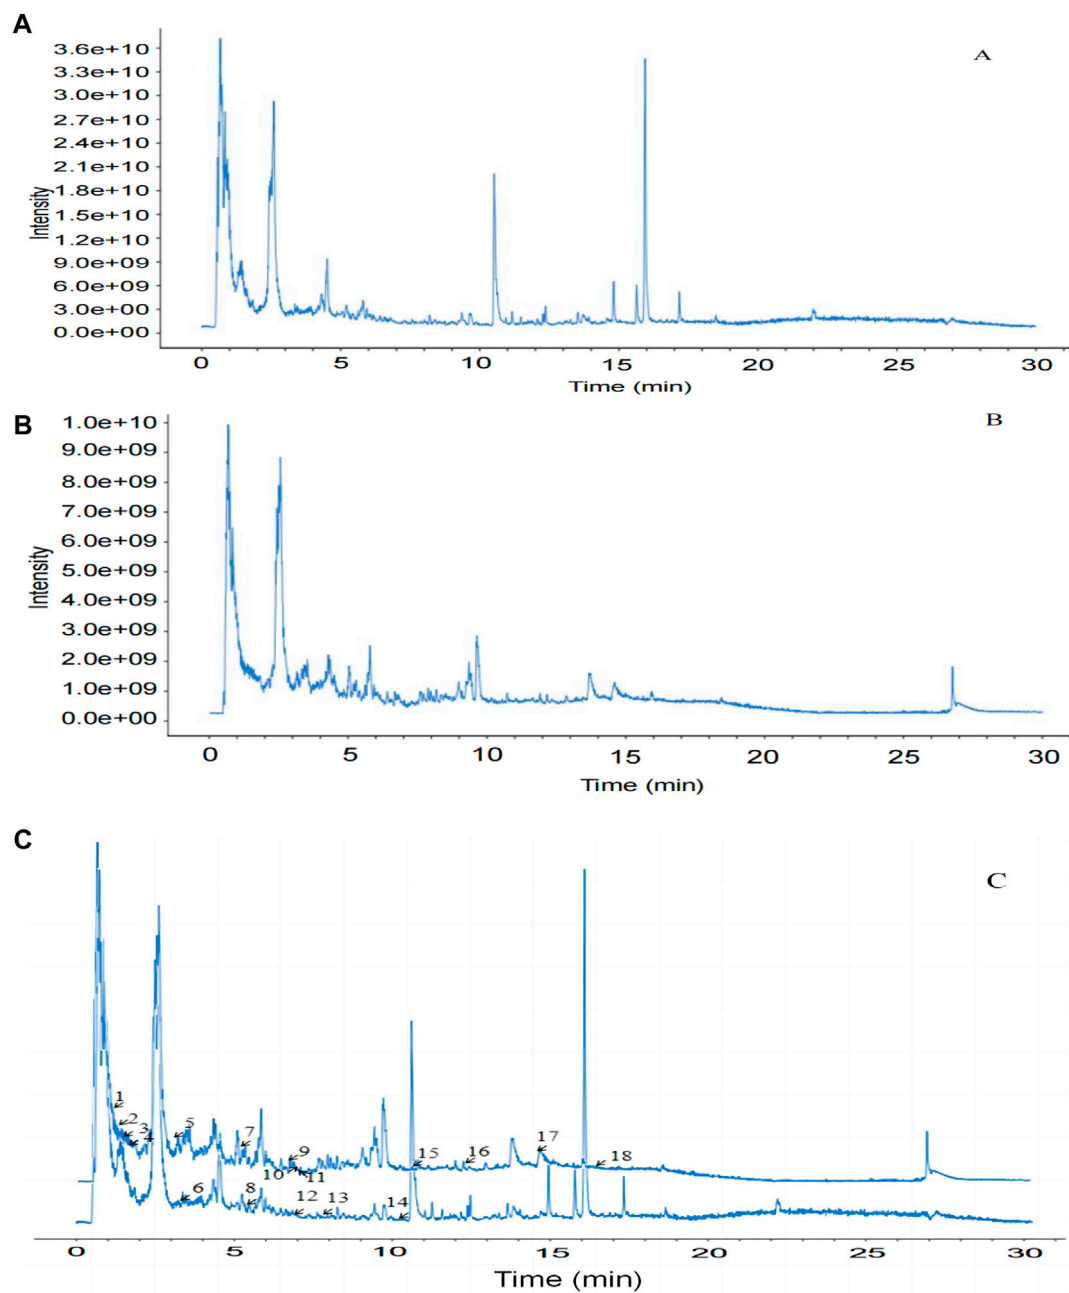 A
A
3.6e+10
3.3e+10
3.0e+10
2.7e+10
2.4e+10
2.1e+10
1.8e+10
1.5e+10
1.2e+10
9.0e+09
6.0e+09
3.0e+00
0.0e+00
Intensity
0 5 10 15 20 25 30
Time (min)
B
B
1.0e+10
9.0e+09
8.0e+09
7.0e+09
6.0e+09
5.0e+09
4.0e+09
3.0e+09
2.0e+09
1.0e+09
0.0e+00
Intensity
0 5 10 15 20 25 30
Time (min)
C
C
1
2
3
4
5
6
7
8
9
10
11
12
13
14
15
16
17
18
0 5 10 15 20 25 30
Time (min)